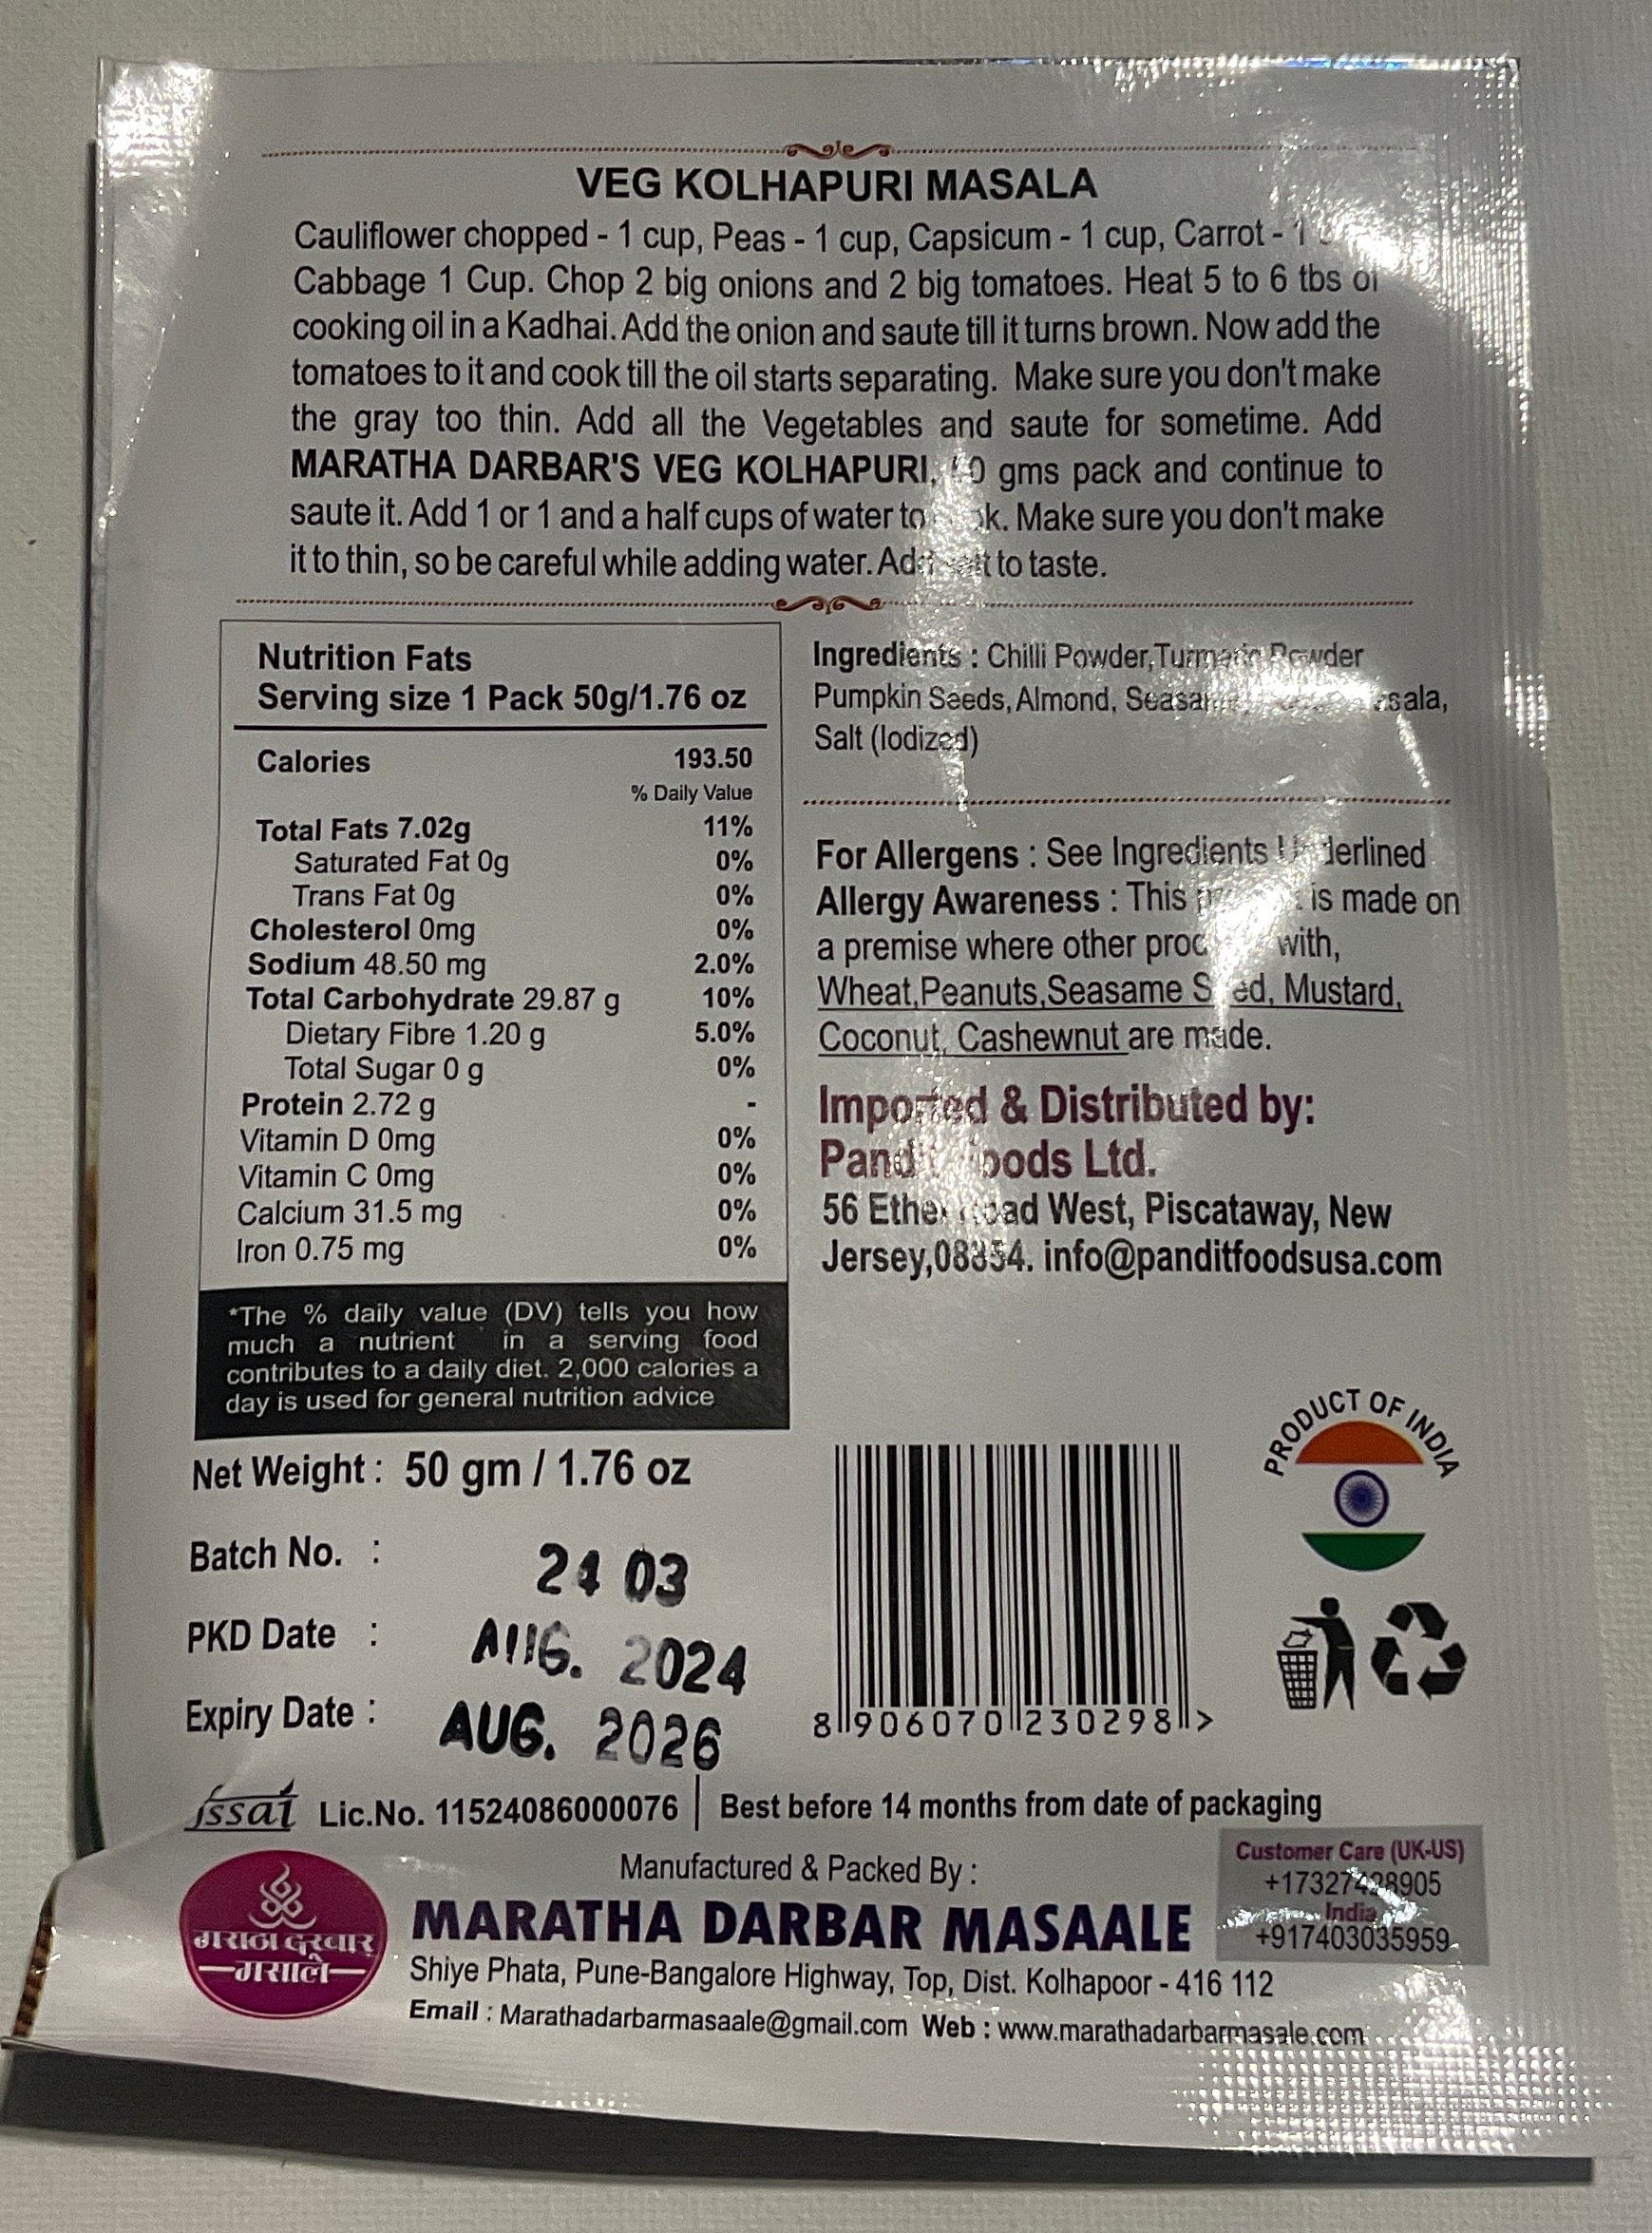 VEG KOLHAPURI MASALA
Cauliflower chopped - 1 cup, Peas - 1 cup, Capsicum - 1 cup, Carrot - 1
Cabbage 1 Cup. Chop 2 big onions and 2 big tomatoes. Heat 5 to 6 tbs of
cooking oil in a Kadhai. Add the onion and saute till it turns brown. Now add the
tomatoes to it and cook till the oil starts separating. Make sure you don't make
the gray too thin. Add all the Vegetables and saute for sometime. Add
MARATHA DARBAR'S VEG KOLHAPURI, gms pack and continue to
saute it. Add 1 or 1 and a half cups of water to Make sure you don't make
it to thin, so be careful while adding water. Add salt to taste.
Nutrition Fats
Serving size 1 Pack 50g/1.76 oz
Calories 193.50
% Daily Value
Total Fats 7.02g 11%
Saturated Fat 0g 0%
Trans Fat 0g 0%
Cholesterol 0mg 0%
Sodium 48.50 mg 2.0%
Total Carbohydrate 29.87 g 10%
Dietary Fibre 1.20 g 5.0%
Total Sugar 0 g 0%
Protein 2.72 g -
Vitamin D 0mg 0%
Vitamin C 0mg 0%
Calcium 31.5 mg 0%
Iron 0.75 mg 0%
*The % daily value (DV) tells you how
much a nutrient in a serving food
contributes to a daily diet. 2,000 calories a
day is used for general nutrition advice
Ingredients : Chilli Powder, Turmeric Powder
Pumpkin Seeds, Almond,
Salt (Iodized)
For Allergens : See Ingredients Underlined
Allergy Awareness : This is made on
a premise where other with,
Wheat, Peanuts, Seasame Seed, Mustard,
Coconut, Cashewnut are made.
Imported & Distributed by:
Pandit Foods Ltd.
56 Ethel Road West, Piscataway, New
Jersey, 08854. info@panditfoodsusa.com
Net Weight : 50 gm / 1.76 oz
Batch No. : 24 03
PKD Date : AUG. 2024
Expiry Date : AUG. 2026
8 906070 230298 >
PRODUCT OF INDIA
fssai Lic.No. 11524086000076 | Best before 14 months from date of packaging
Manufactured & Packed By :
MARATHA DARBAR MASAALE
Shiye Phata, Pune-Bangalore Highway, Top, Dist. Kolhapoor - 416 112
Email : Marathadarbarmasaale@gmail.com Web : www.marathadarbarmasale.com
Customer Care (UK-US)
+17327428905
India
+917403035959
मराठा दरबार
मसाले